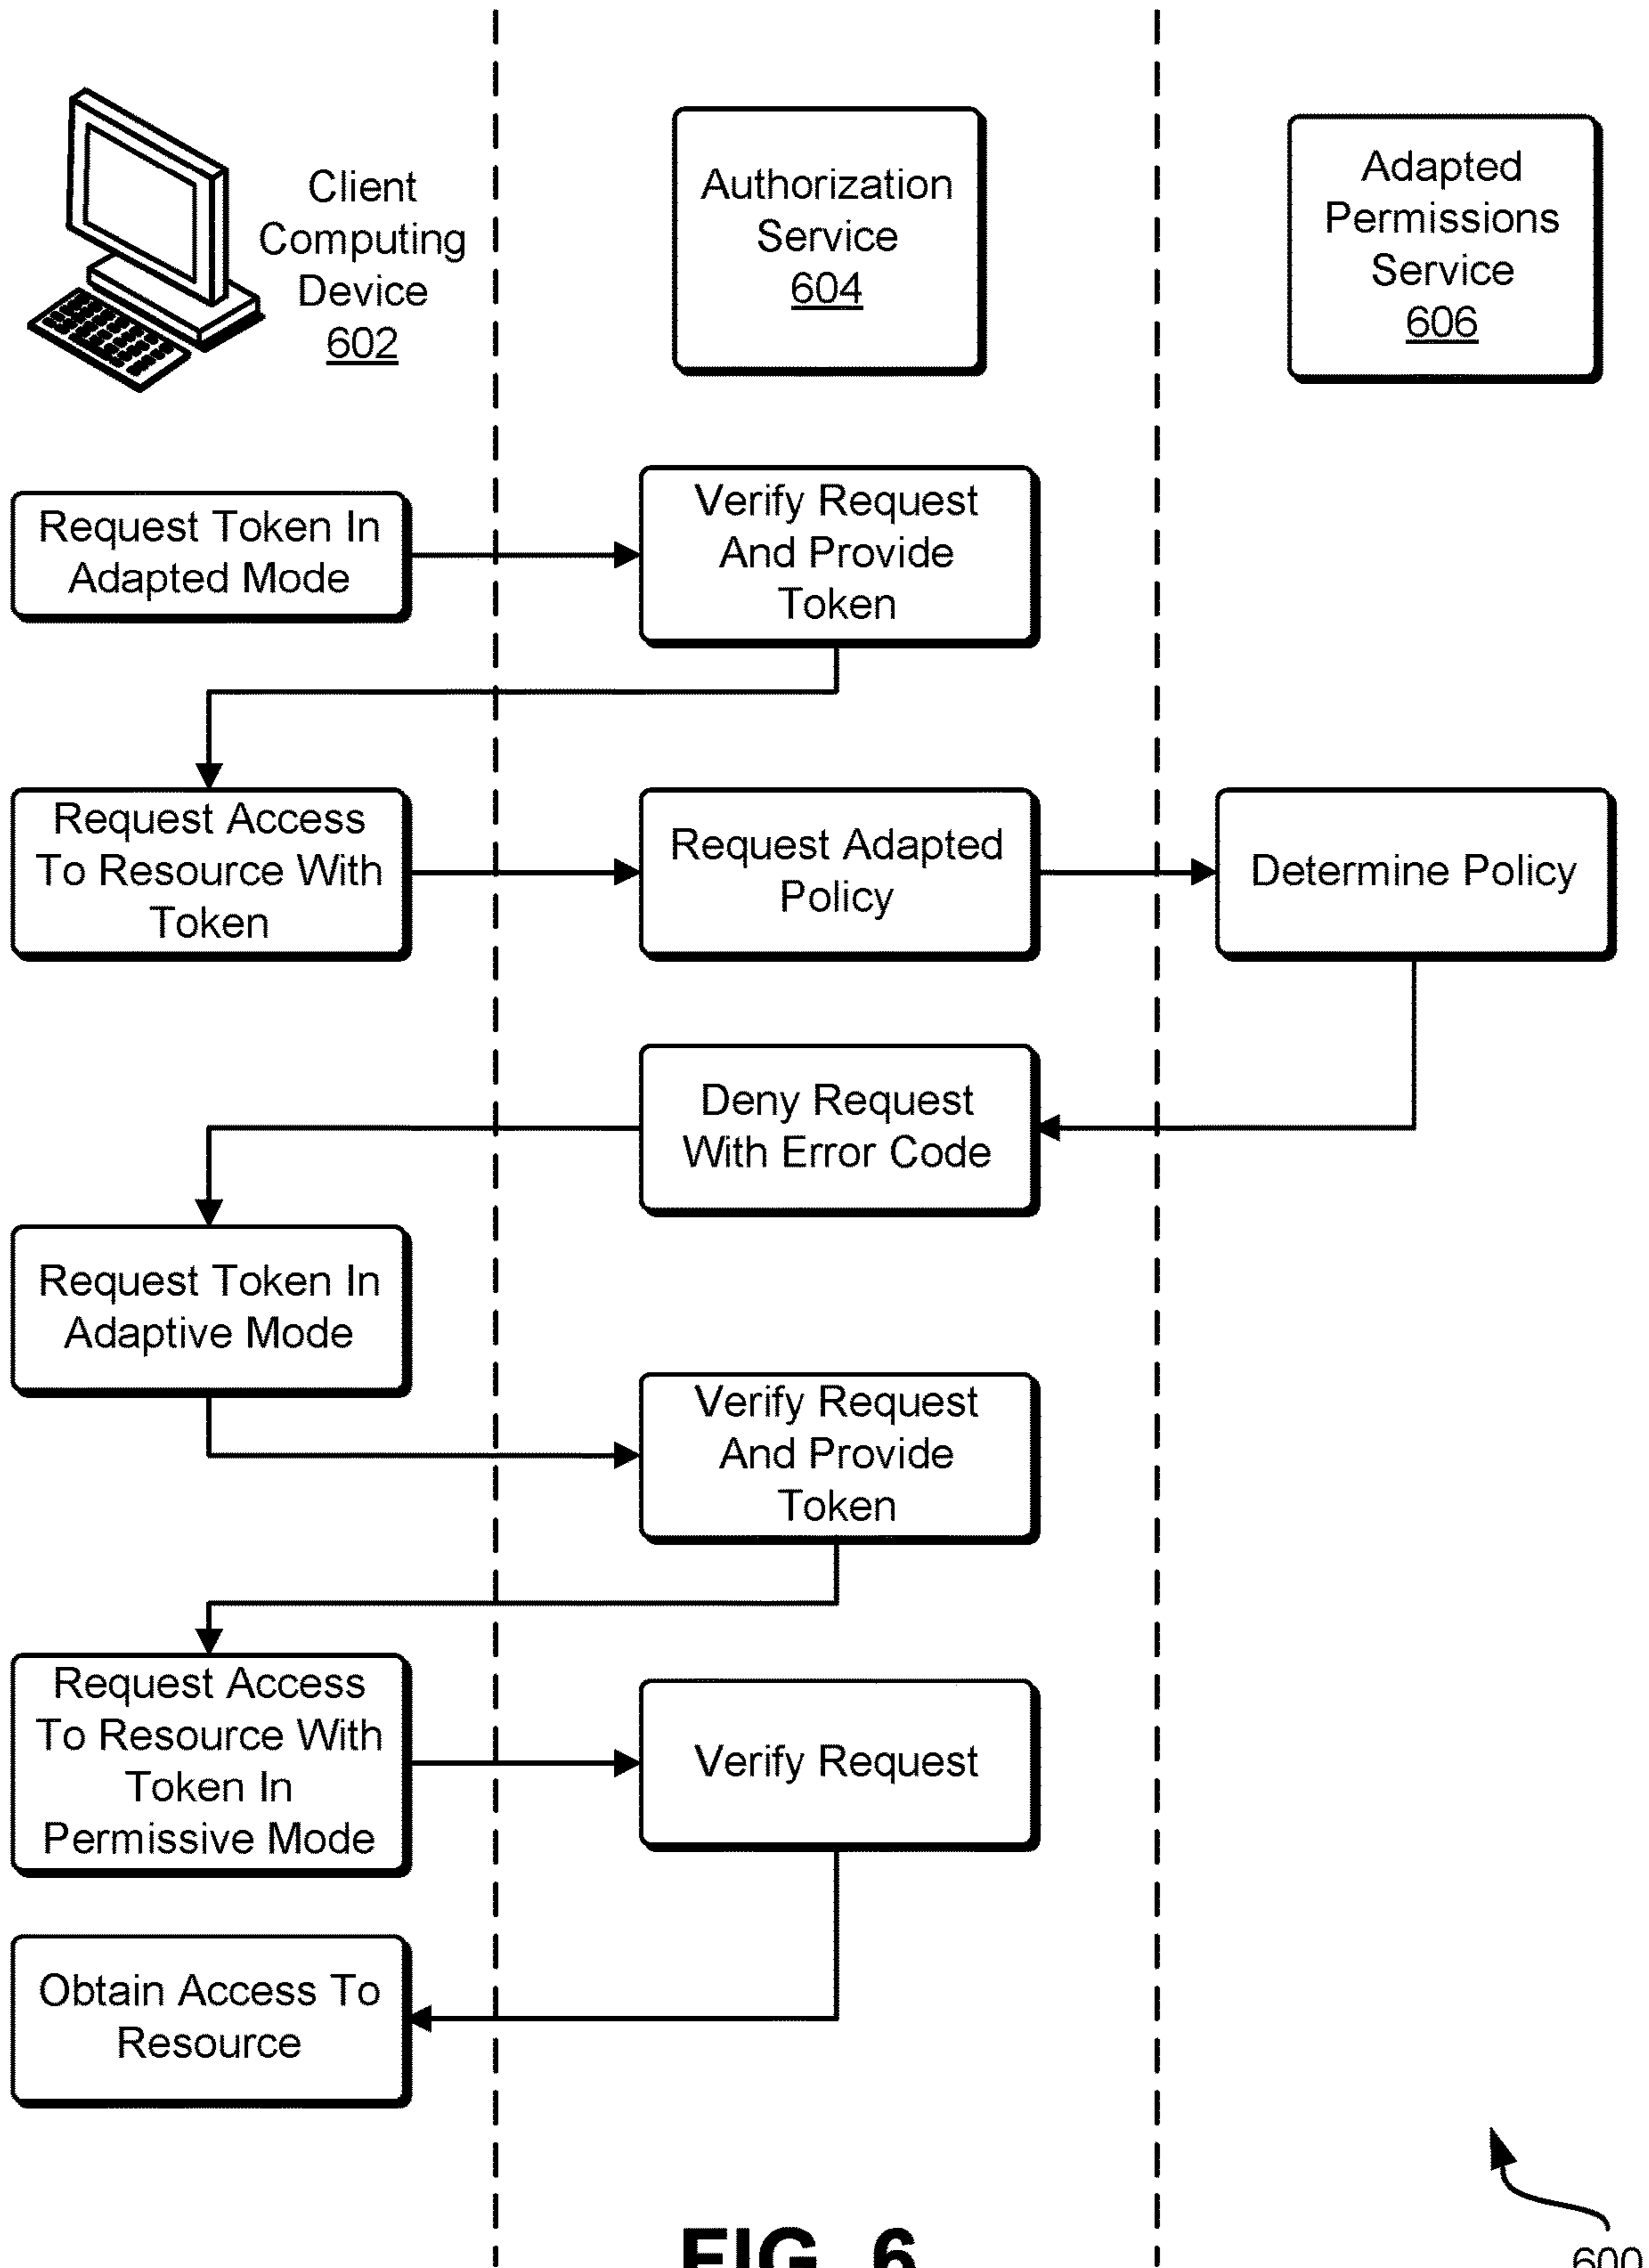 Client
Computing
Device
602
Authorization
Service
604
Adapted
Permissions
Service
606
Request Token In
Adapted Mode
Verify Request
And Provide
Token
Request Access
To Resource With
Token
Request Adapted
Policy
Determine Policy
Deny Request
With Error Code
Request Token In
Adaptive Mode
Verify Request
And Provide
Token
Request Access
To Resource With
Token In
Permissive Mode
Verify Request
Obtain Access To
Resource
FIG. 6
600